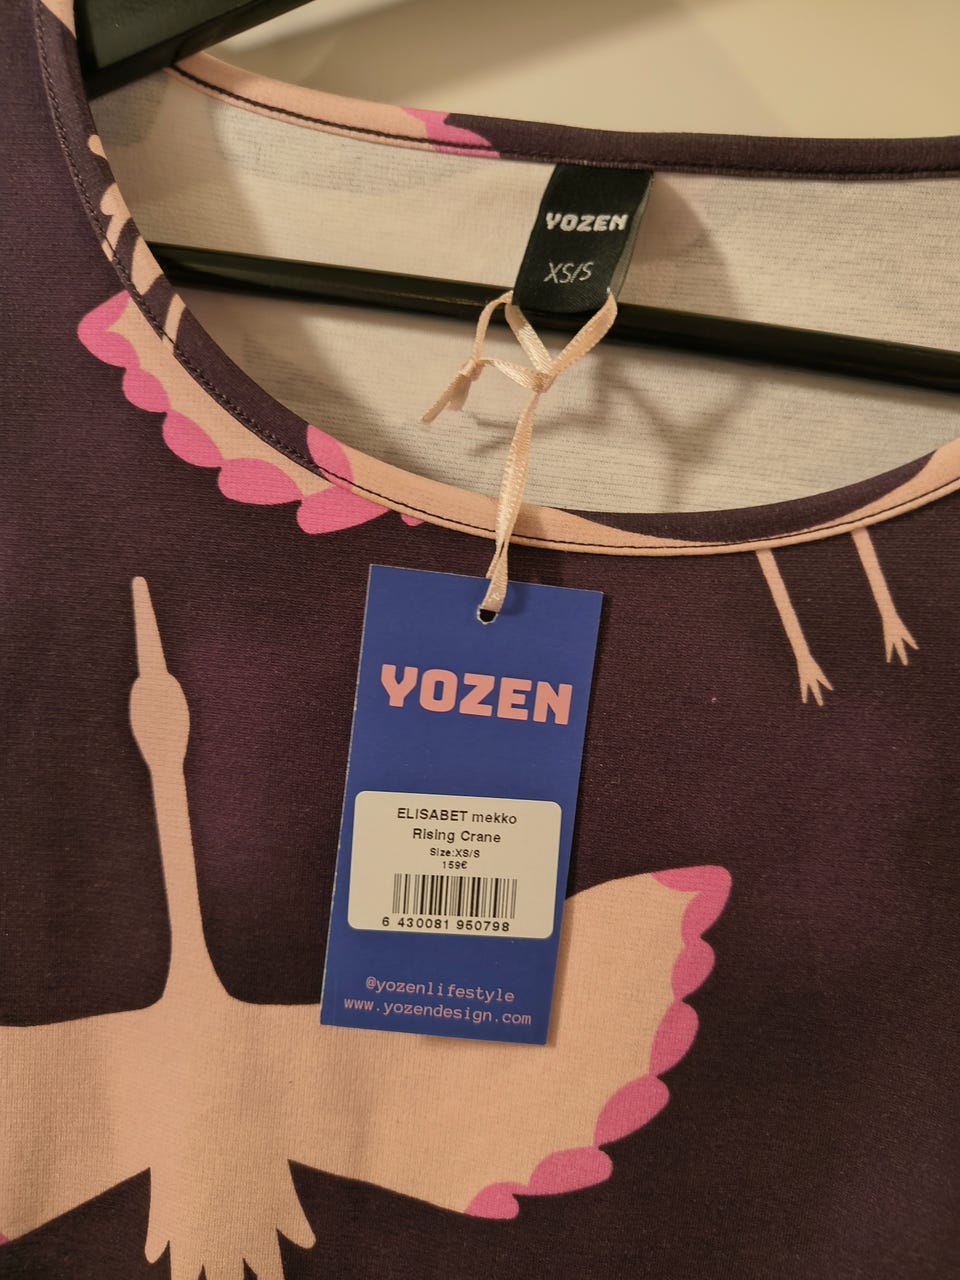 YOZEN
XS/S
YOZEN
ELISABET mekko
Rising Crane
Size:XS/S
159€
6 430081 950798
@yozenlifestyle
www.yozendesign.com